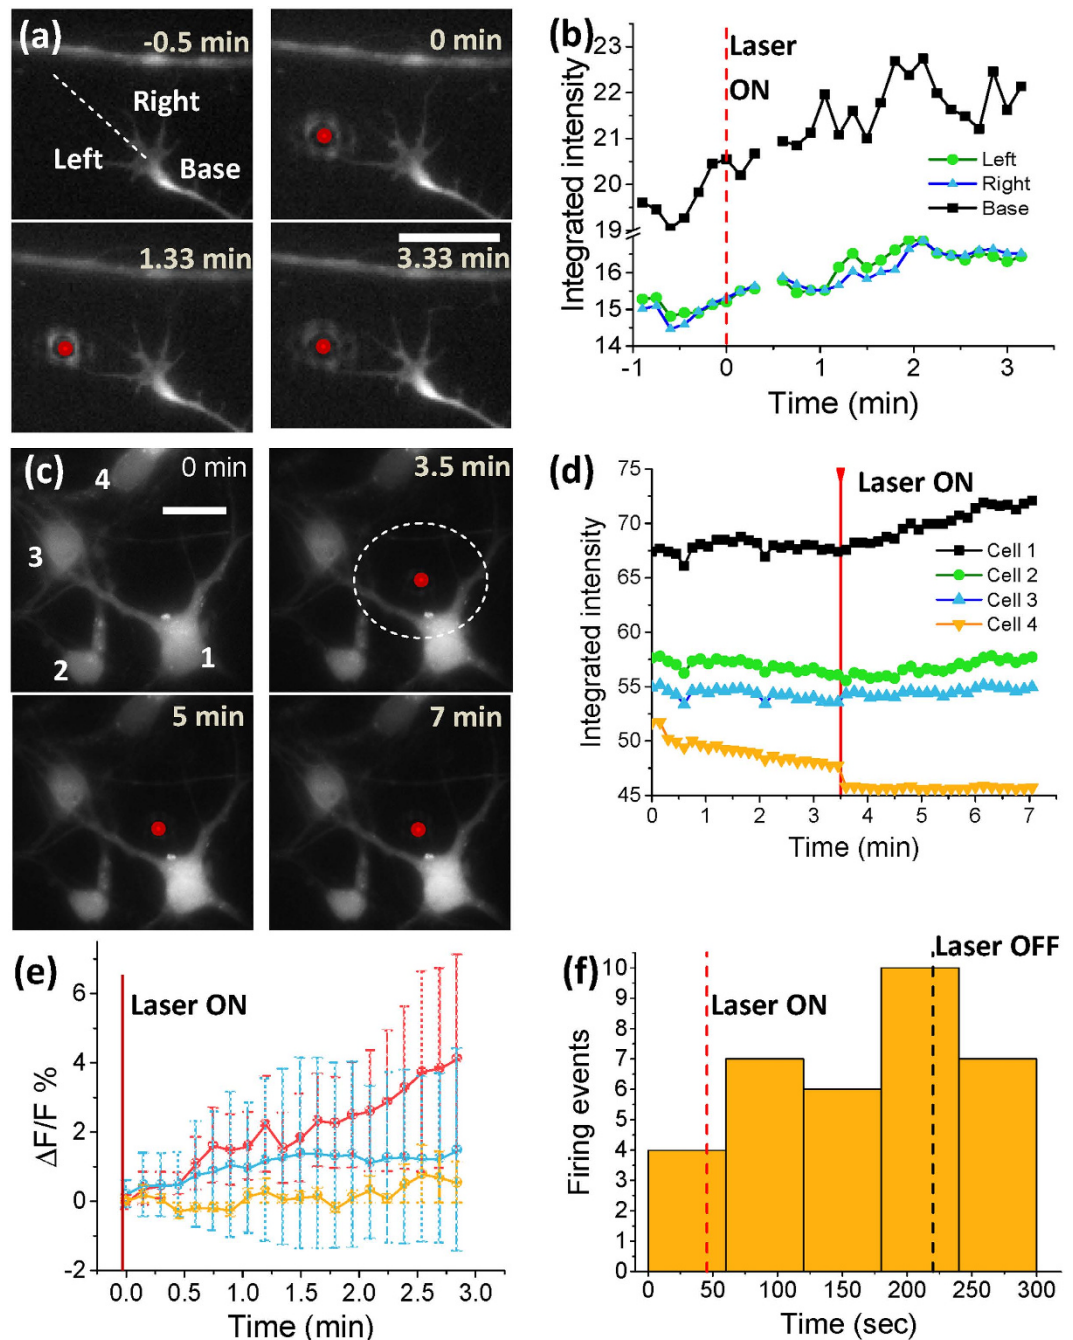 (a)
-0.5 min
Right
Left
Base
0 min
1.33 min
3.33 min
(b)
Laser
ON
23
22
21
20
19
16
15
14
Integrated intensity
Left
Right
Base
-1
0
1
2
3
Time (min)
(c)
0 min
4
3
2
1
3.5 min
5 min
7 min
(d)
Laser ON
75
70
65
60
55
50
45
Integrated intensity
Cell 1
Cell 2
Cell 3
Cell 4
0
1
2
3
4
5
6
7
Time (min)
(e)
Laser ON
6
4
2
0
-2
ΔF/F %
0.0
0.5
1.0
1.5
2.0
2.5
3.0
Time (min)
(f)
Laser OFF
Laser ON
10
9
8
7
6
5
4
3
2
1
0
Firing events
0
50
100
150
200
250
300
Time (sec)